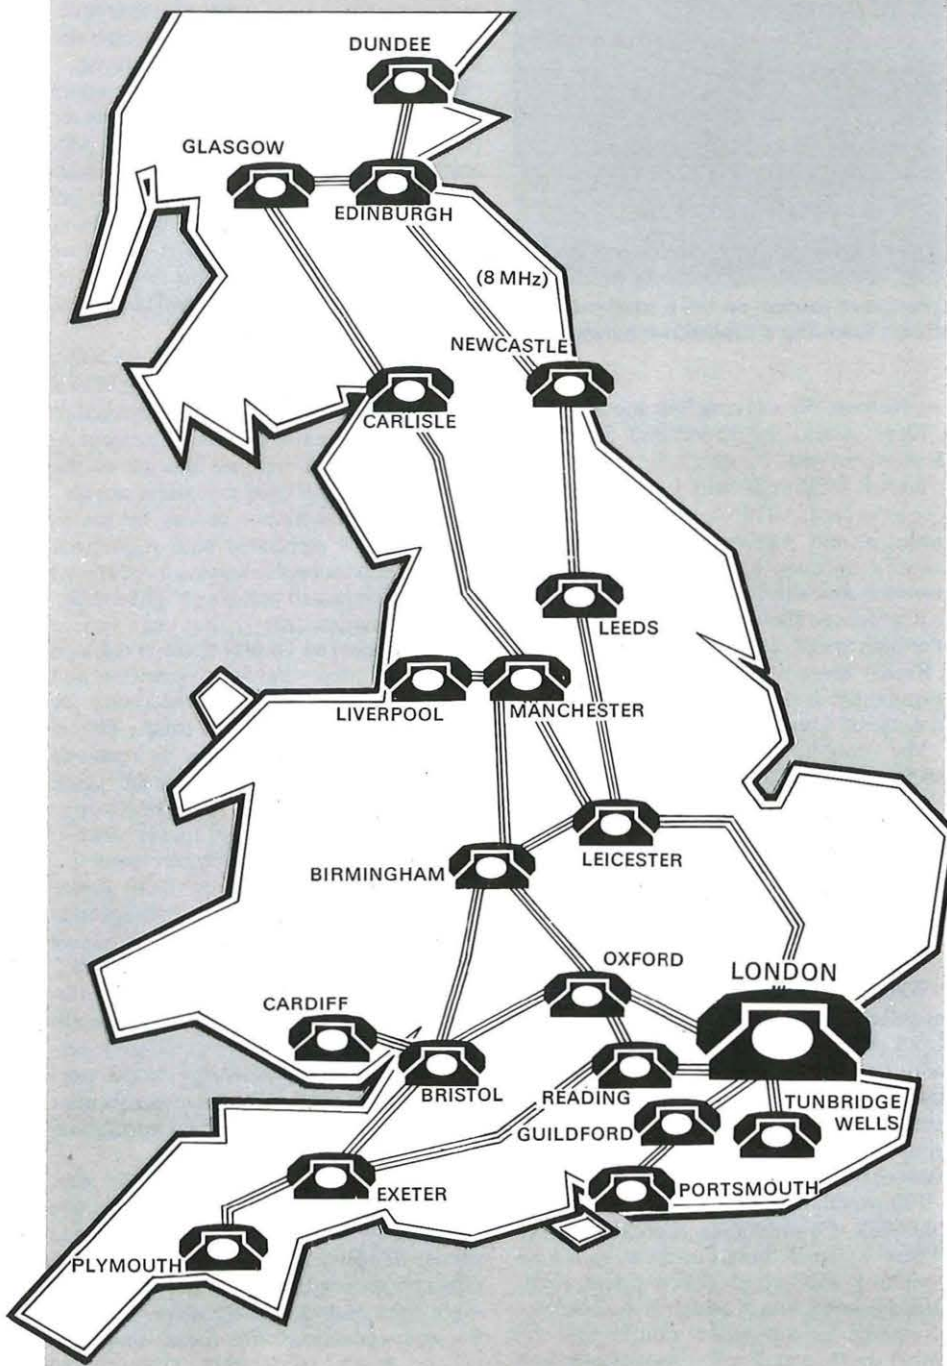 DUNDEE
GLASGOW
EDINBURGH
(8 MHz)
NEWCASTLE
CARLISLE
LEEDS
LIVERPOOL
MANCHESTER
LEICESTER
BIRMINGHAM
OXFORD
LONDON
CARDIFF
BRISTOL
READING
TUNBRIDGE
WELLS
GUILDFORD
EXETER
PORTSMOUTH
PLYMOUTH